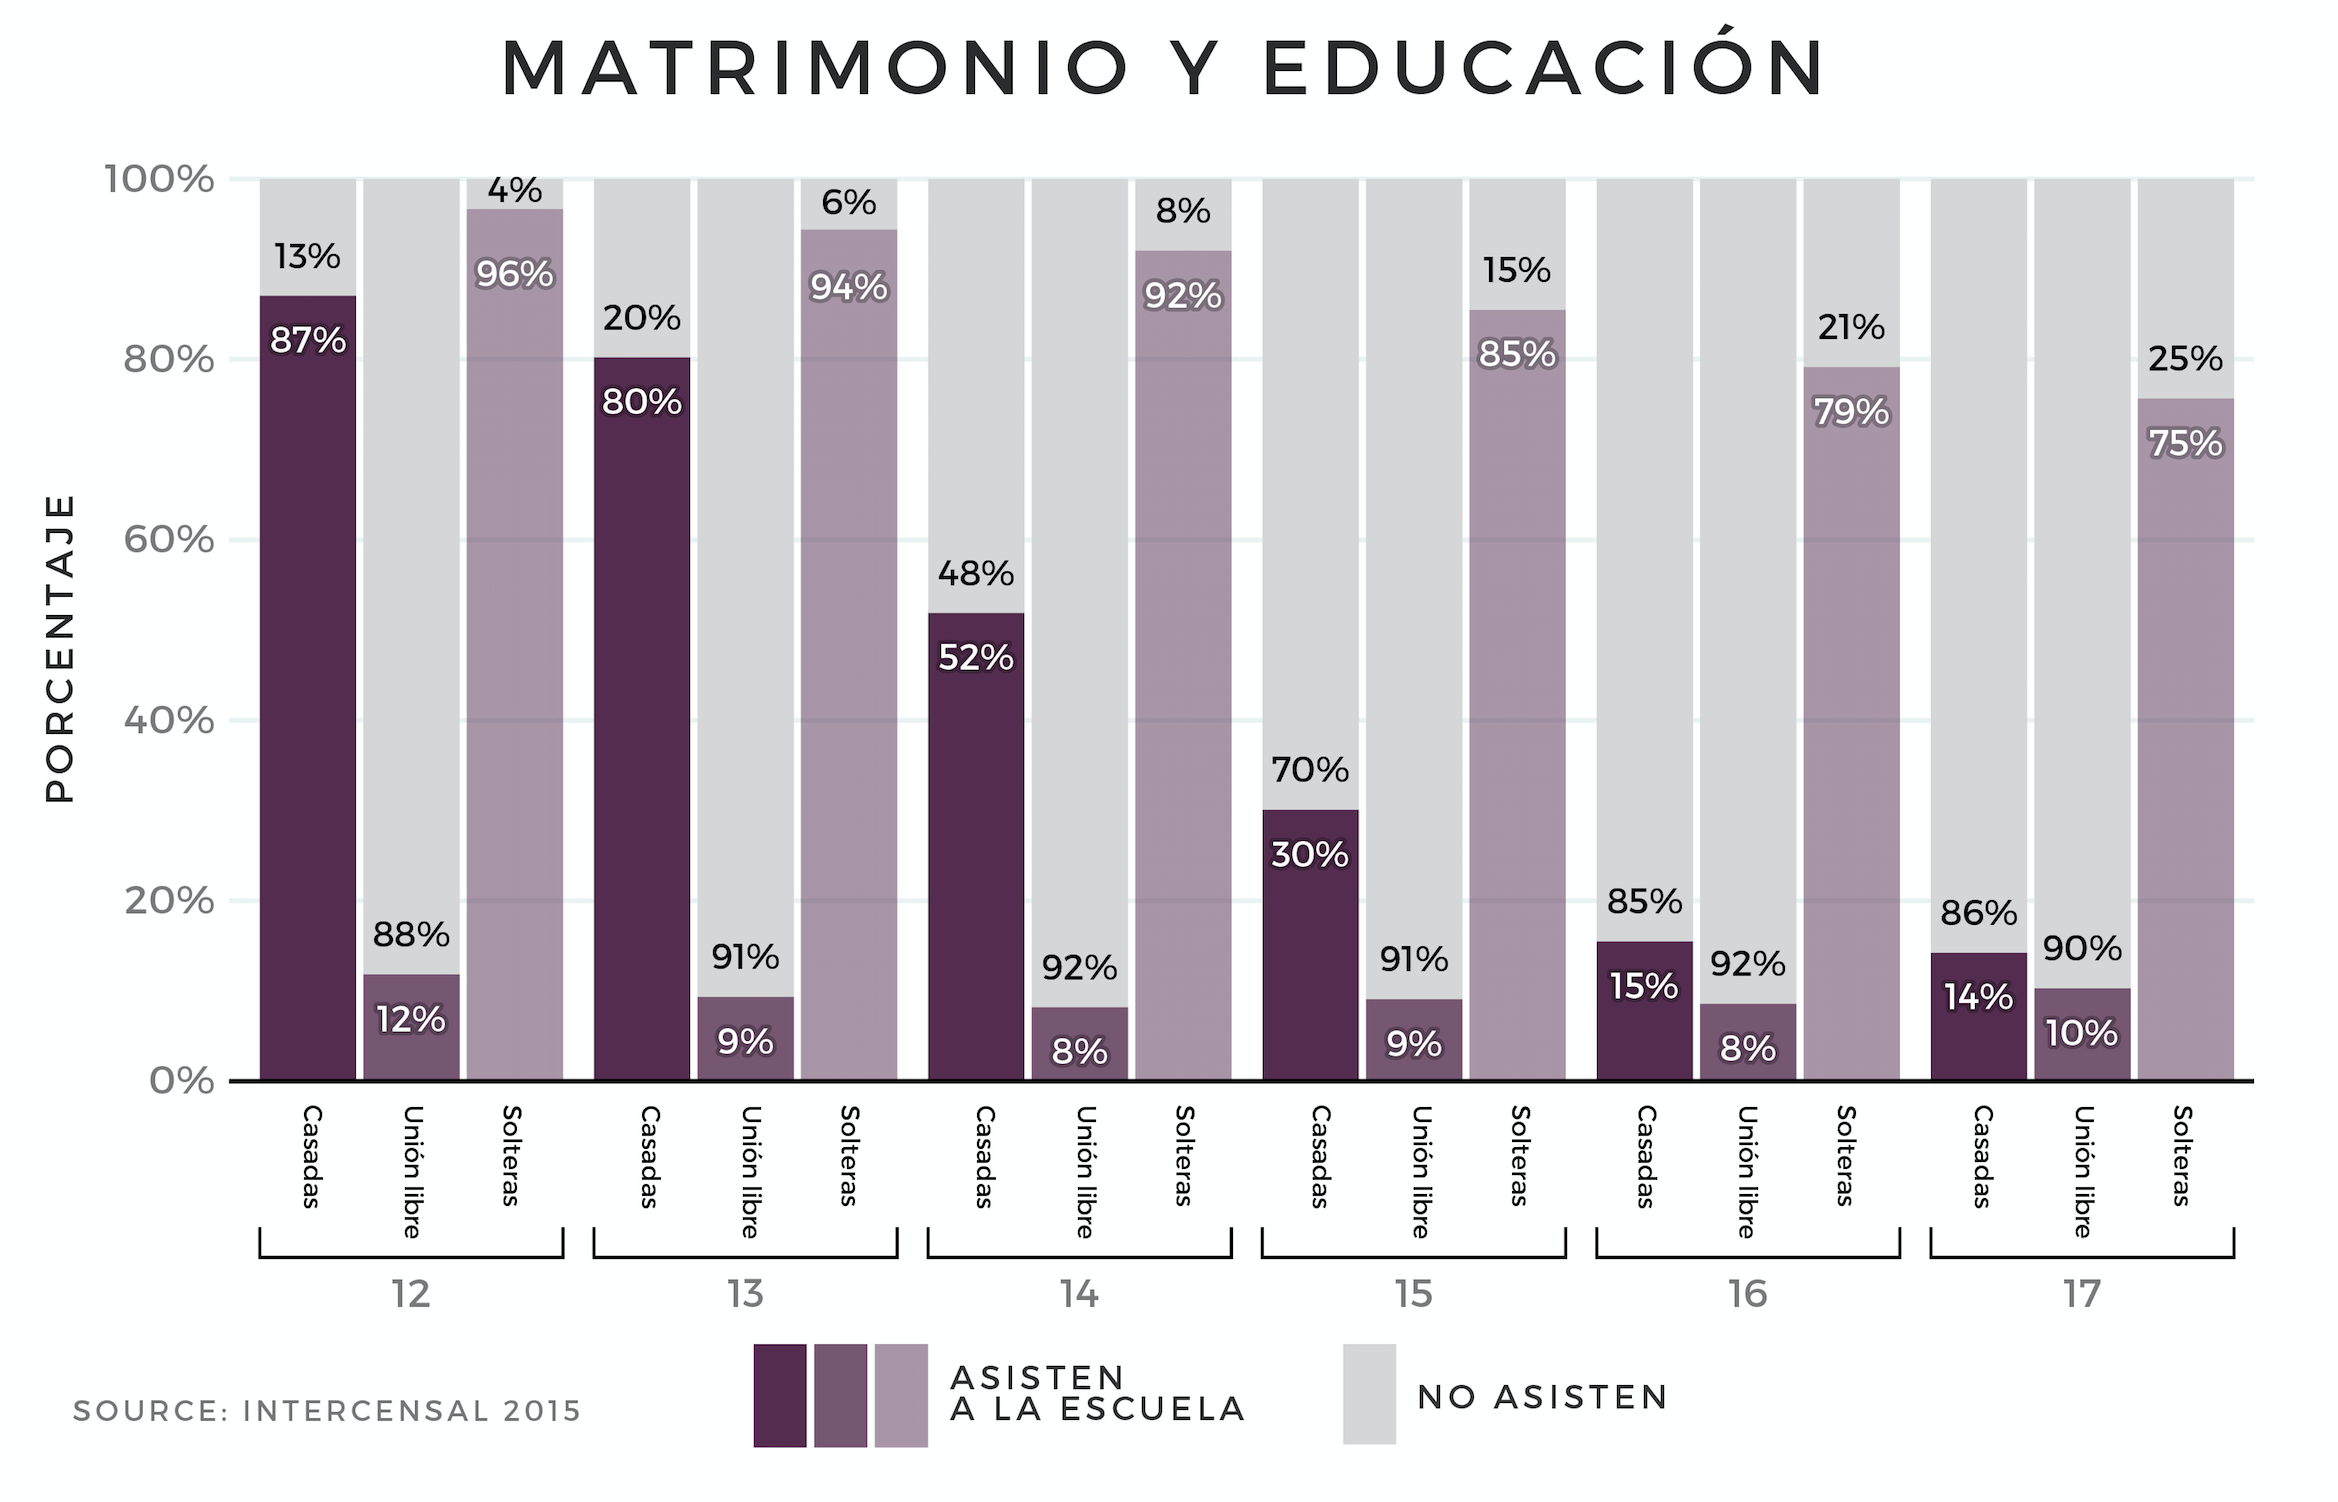 MATRIMONIO Y EDUCACIÓN
PORCENTAJE
100%
80%
60%
40%
20%
0%
13%
87%
88%
12%
4%
96%
20%
80%
91%
9%
6%
94%
48%
52%
92%
8%
8%
92%
70%
30%
91%
9%
15%
85%
85%
15%
92%
8%
21%
79%
86%
14%
90%
10%
25%
75%
Casadas
Unión libre
Solteras
Casadas
Unión libre
Solteras
Casadas
Unión libre
Solteras
Casadas
Unión libre
Solteras
Casadas
Unión libre
Solteras
Casadas
Unión libre
Solteras
12
13
14
15
16
17
SOURCE: INTERCENSAL 2015
ASISTEN
A LA ESCUELA
NO ASISTEN